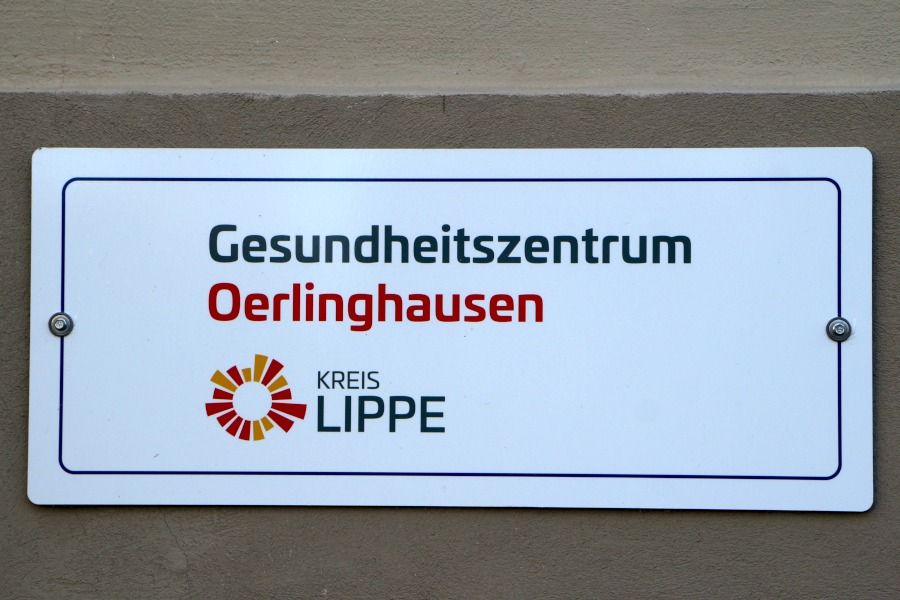 Gesundheitszentrum
Oerlinghausen
KREIS
LIPPE